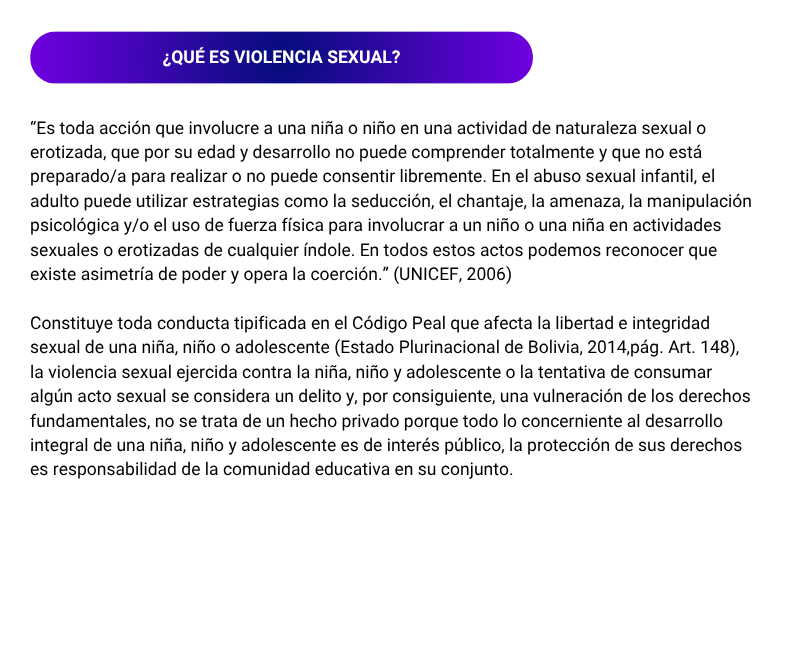 ¿QUÉ ES VIOLENCIA SEXUAL?
“Es toda acción que involucre a una niña o niño en una actividad de naturaleza sexual o
erotizada, que por su edad y desarrollo no puede comprender totalmente y que no está
preparado/a para realizar o no puede consentir libremente. En el abuso sexual infantil, el
adulto puede utilizar estrategias como la seducción, el chantaje, la amenaza, la manipulación
psicológica y/o el uso de fuerza física para involucrar a un niño o una niña en actividades
sexuales o erotizadas de cualquier índole. En todos estos actos podemos reconocer que
existe asimetría de poder y opera la coerción.” (UNICEF, 2006)
Constituye toda conducta tipificada en el Código Peal que afecta la libertad e integridad
sexual de una niña, niño o adolescente (Estado Plurinacional de Bolivia, 2014,pág. Art. 148),
la violencia sexual ejercida contra la niña, niño y adolescente o la tentativa de consumar
algún acto sexual se considera un delito y, por consiguiente, una vulneración de los derechos
fundamentales, no se trata de un hecho privado porque todo lo concerniente al desarrollo
integral de una niña, niño y adolescente es de interés público, la protección de sus derechos
es responsabilidad de la comunidad educativa en su conjunto.